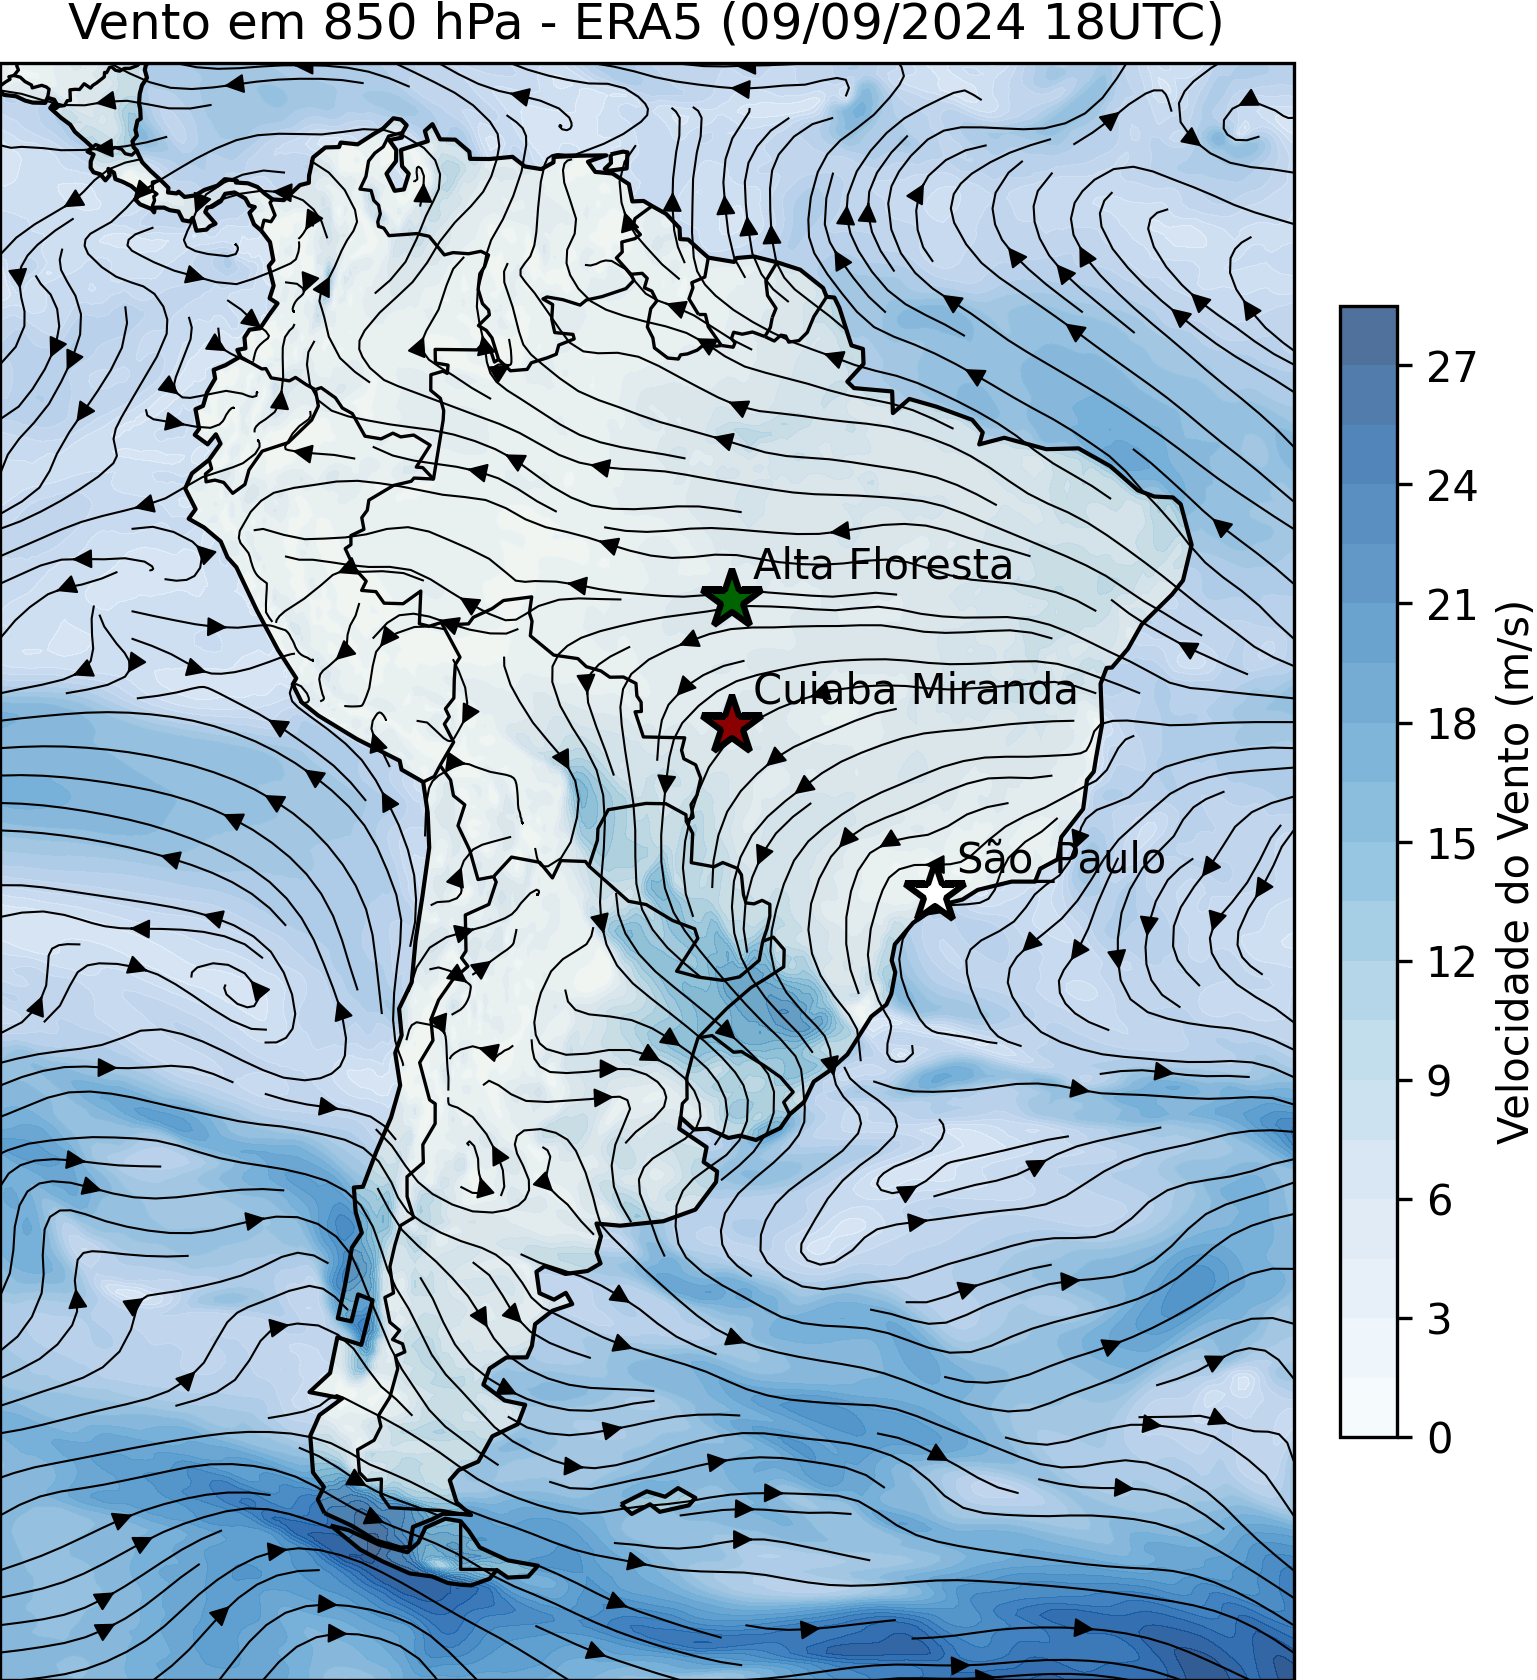 Vento em 850 hPa - ERA5 (09/09/2024 18UTC)
Alta Floresta
Cuiaba Miranda
São Paulo
27
24
21
18
15
12
9
6
3
0
Velocidade do Vento (m/s)